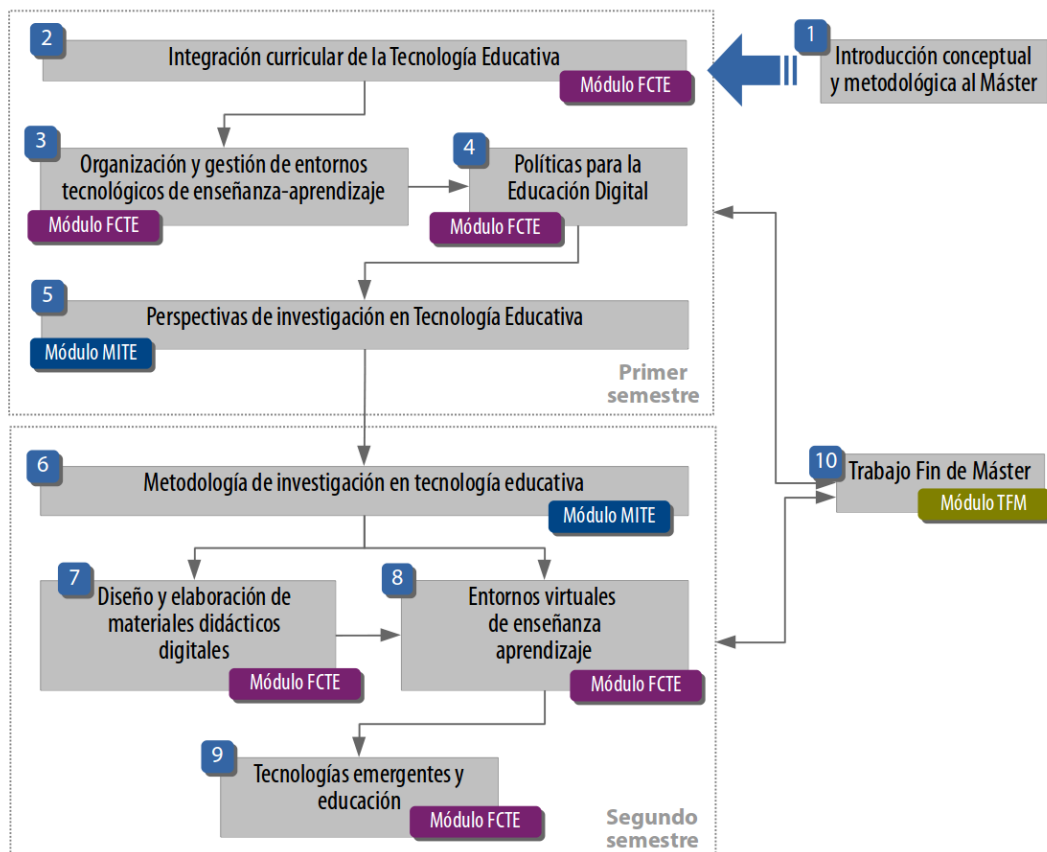 1
Introducción conceptual
y metodológica al Máster
2
Integración curricular de la Tecnología Educativa
Módulo FCTE
3
Organización y gestión de entornos
tecnológicos de enseñanza-aprendizaje
Módulo FCTE
4
Políticas para la
Educación Digital
Módulo FCTE
5
Perspectivas de investigación en Tecnología Educativa
Módulo MITE
Primer
semestre
6
Metodología de investigación en tecnología educativa
Módulo MITE
7
Diseño y elaboración de
materiales didácticos
digitales
Módulo FCTE
8
Entornos virtuales
de enseñanza
aprendizaje
Módulo FCTE
9
Tecnologías emergentes y
educación
Módulo FCTE
Segundo
semestre
10
Trabajo Fin de Máster
Módulo TFM